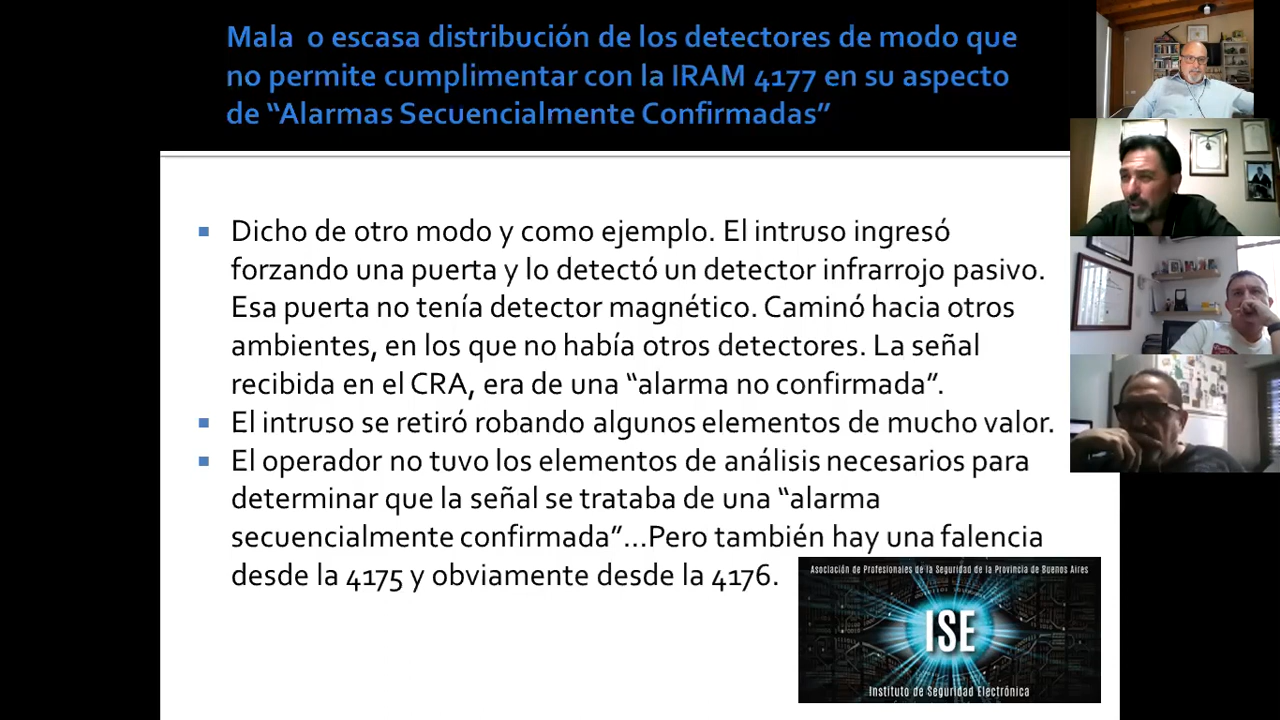 Mala o escasa distribución de los detectores de modo que
no permite cumplimentar con la IRAM 4177 en su aspecto
de “Alarmas Secuencialmente Confirmadas”
Dicho de otro modo y como ejemplo. El intruso ingresó
forzando una puerta y lo detectó un detector infrarrojo pasivo.
Esa puerta no tenía detector magnético. Caminó hacia otros
ambientes, en los que no había otros detectores. La señal
recibida en el CRA, era de una “alarma no confirmada”.
El intruso se retiró robando algunos elementos de mucho valor.
El operador no tuvo los elementos de análisis necesarios para
determinar que la señal se trataba de una “alarma
secuencialmente confirmada”...Pero también hay una falencia
desde la 4175 y obviamente desde la 4176.
Asociación de Profesionales de la Seguridad de la Provincia de Buenos Aires
ISE
Instituto de Seguridad Electrónica